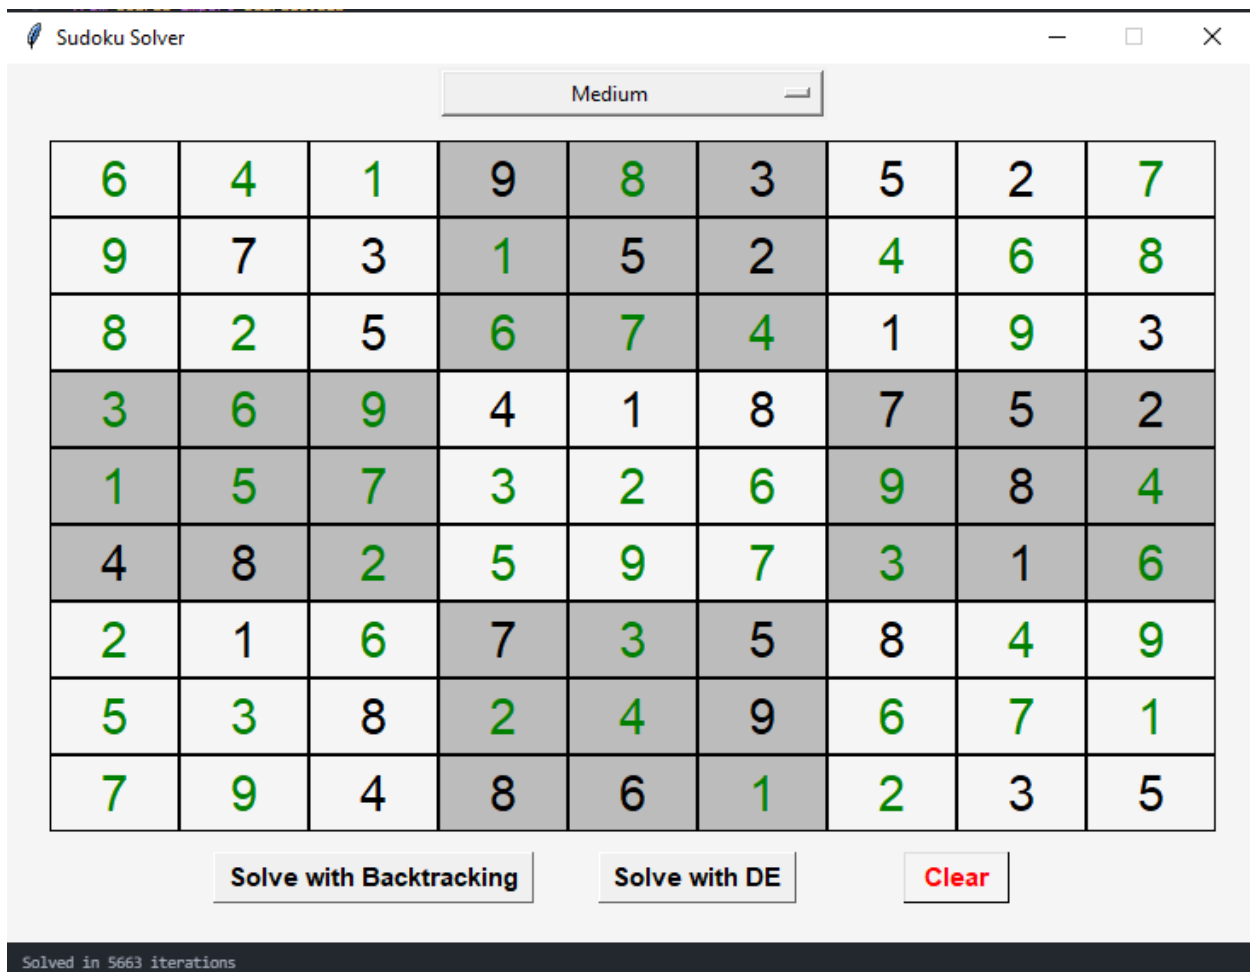 Sudoku Solver
Medium
6 4 1 9 8 3 5 2 7
9 7 3 1 5 2 4 6 8
8 2 5 6 7 4 1 9 3
3 6 9 4 1 8 7 5 2
1 5 7 3 2 6 9 8 4
4 8 2 5 9 7 3 1 6
2 1 6 7 3 5 8 4 9
5 3 8 2 4 9 6 7 1
7 9 4 8 6 1 2 3 5
Solve with Backtracking Solve with DE Clear
Solved in 5663 iterations